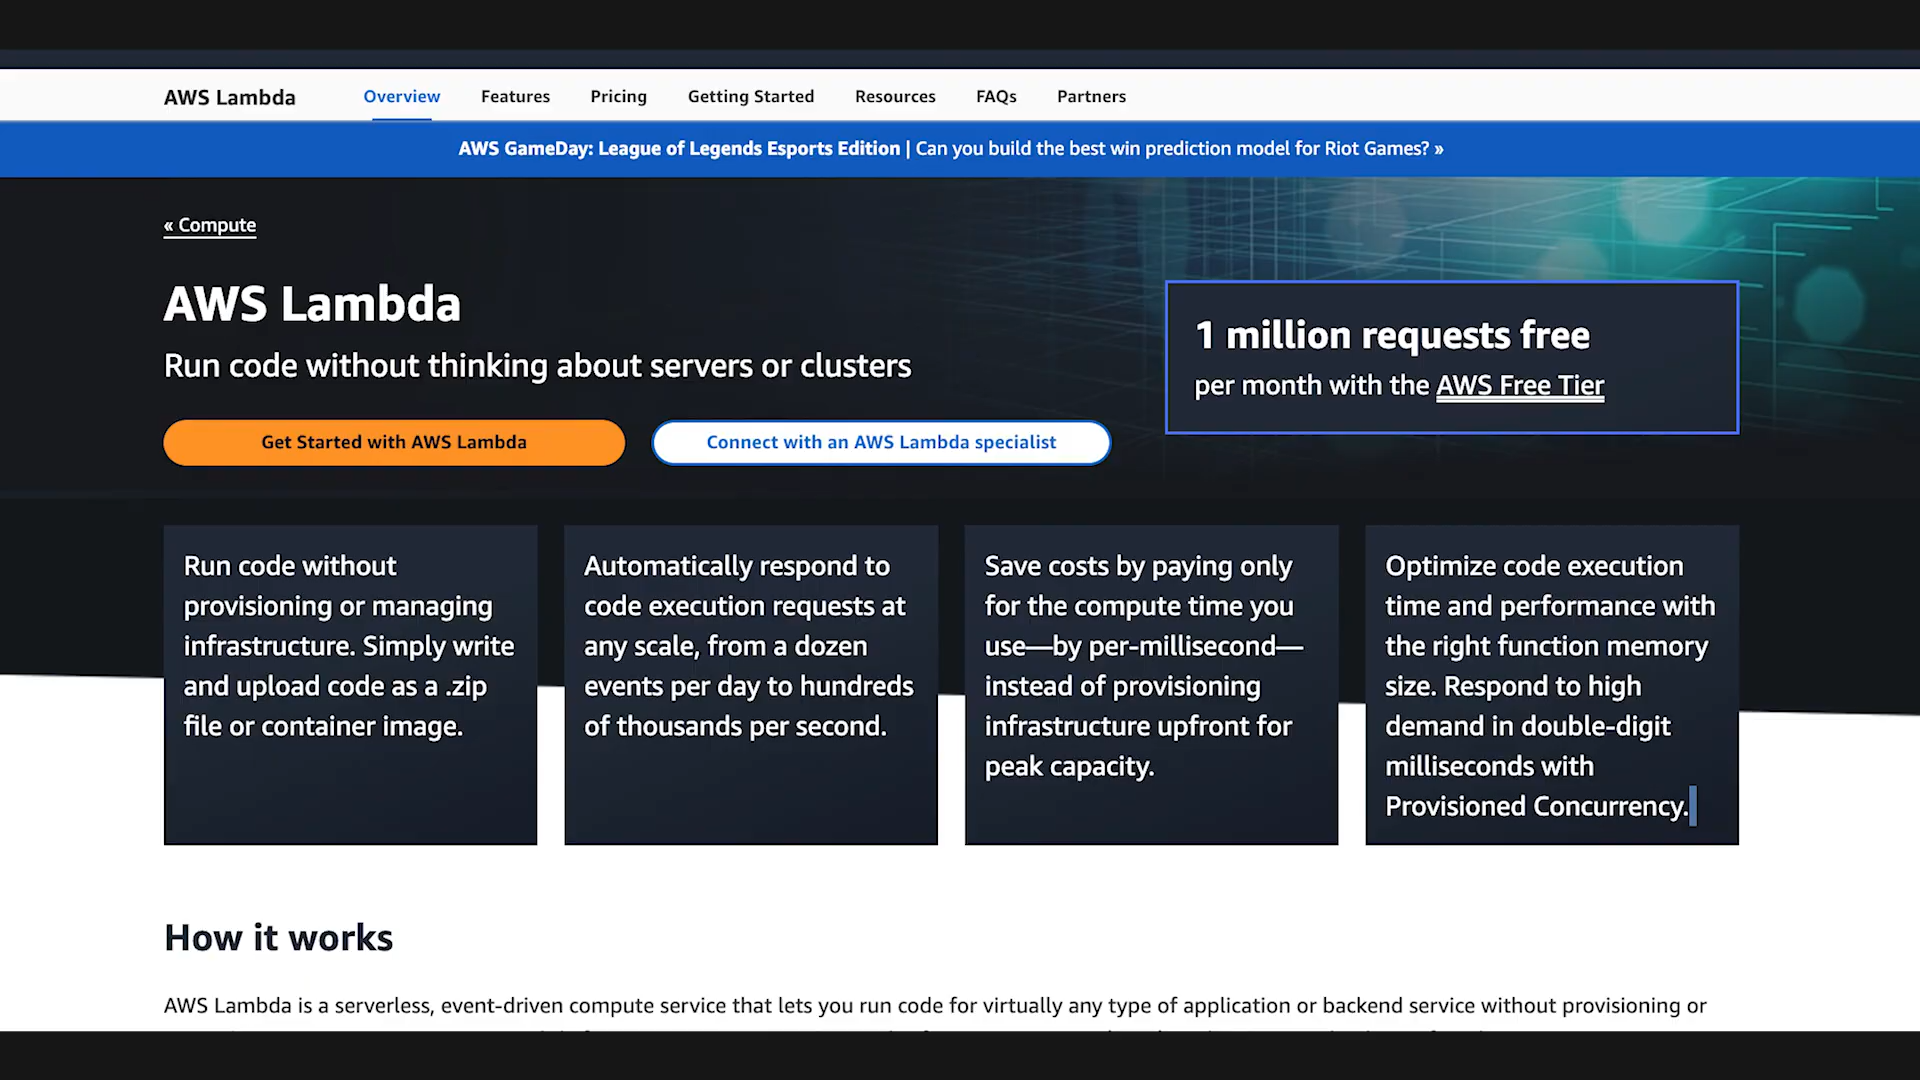 AWS Lambda Overview Features Pricing Getting Started Resources FAQs Partners
AWS GameDay: League of Legends Esports Edition | Can you build the best win prediction model for Riot Games? »
« Compute
AWS Lambda
Run code without thinking about servers or clusters
Get Started with AWS Lambda
Connect with an AWS Lambda specialist
1 million requests free
per month with the AWS Free Tier
Run code without
provisioning or managing
infrastructure. Simply write
and upload code as a .zip
file or container image.
Automatically respond to
code execution requests at
any scale, from a dozen
events per day to hundreds
of thousands per second.
Save costs by paying only
for the compute time you
use—by per-millisecond—
instead of provisioning
infrastructure upfront for
peak capacity.
Optimize code execution
time and performance with
the right function memory
size. Respond to high
demand in double-digit
milliseconds with
Provisioned Concurrency.
How it works
AWS Lambda is a serverless, event-driven compute service that lets you run code for virtually any type of application or backend service without provisioning or